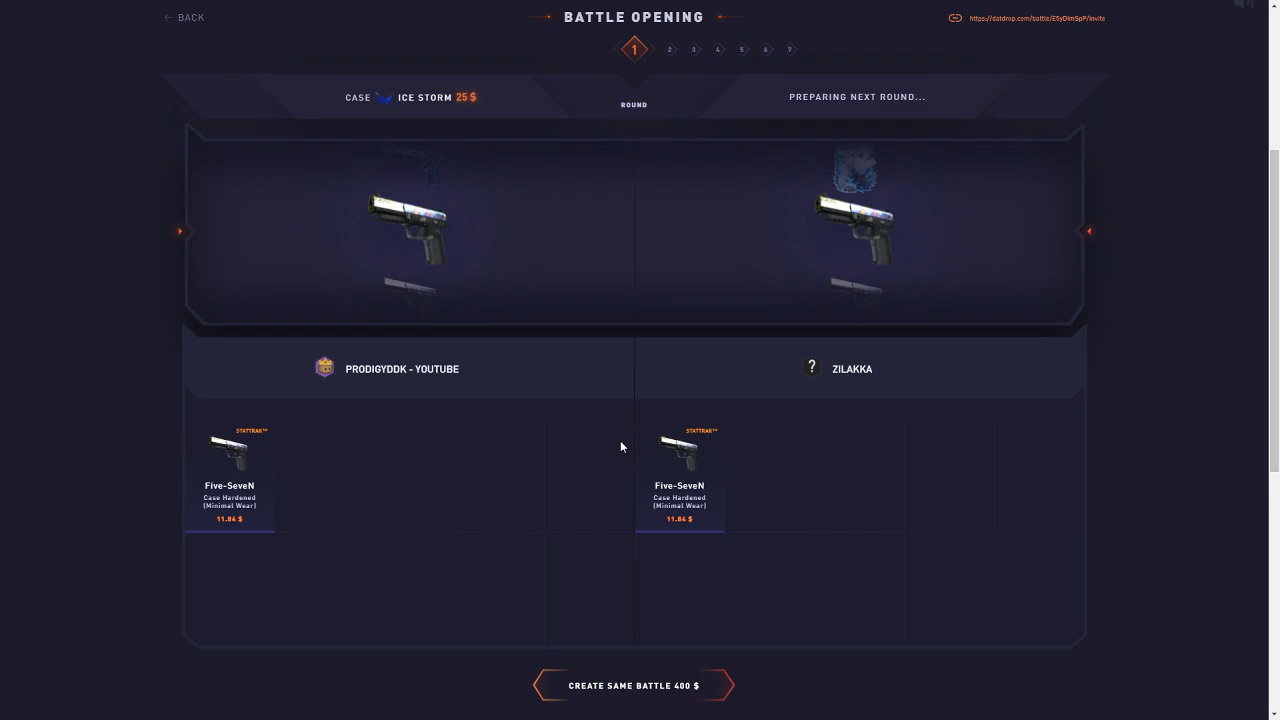 ← BACK
BATTLE OPENING
https://datdrop.com/battle/E5yDlmSpP/invite
1 2 3 4 5 6 7
CASE ICE STORM 25 $
ROUND
PREPARING NEXT ROUND...
PRODIGYDDK - YOUTUBE
? ZILAKKA
STATTRAK™
Five-SeveN
Case Hardened
(Minimal Wear)
11.84 $
STATTRAK™
Five-SeveN
Case Hardened
(Minimal Wear)
11.84 $
CREATE SAME BATTLE 400 $